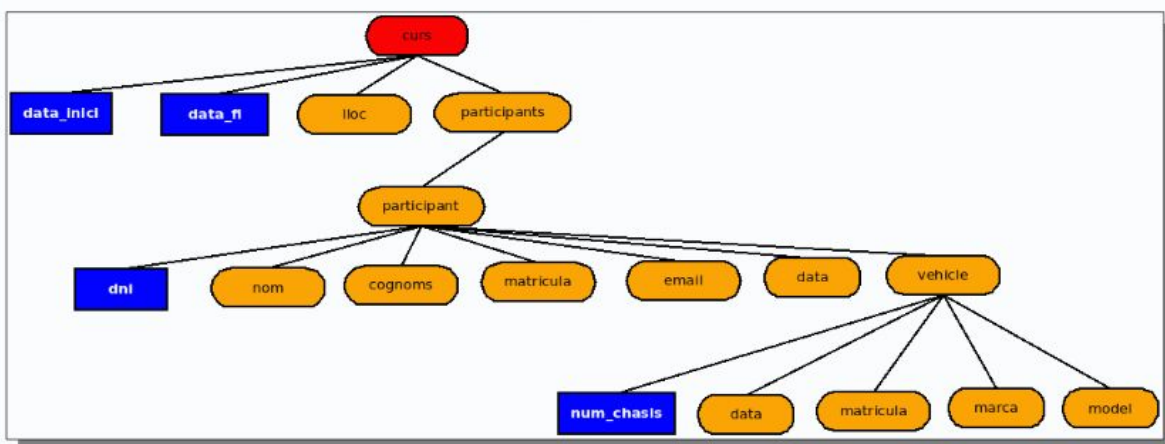 curs
data_inici
data_fi
lloc
participants
participant
dni
nom
cognoms
matricula
email
data
vehicle
num_chasis
data
matricula
marca
model